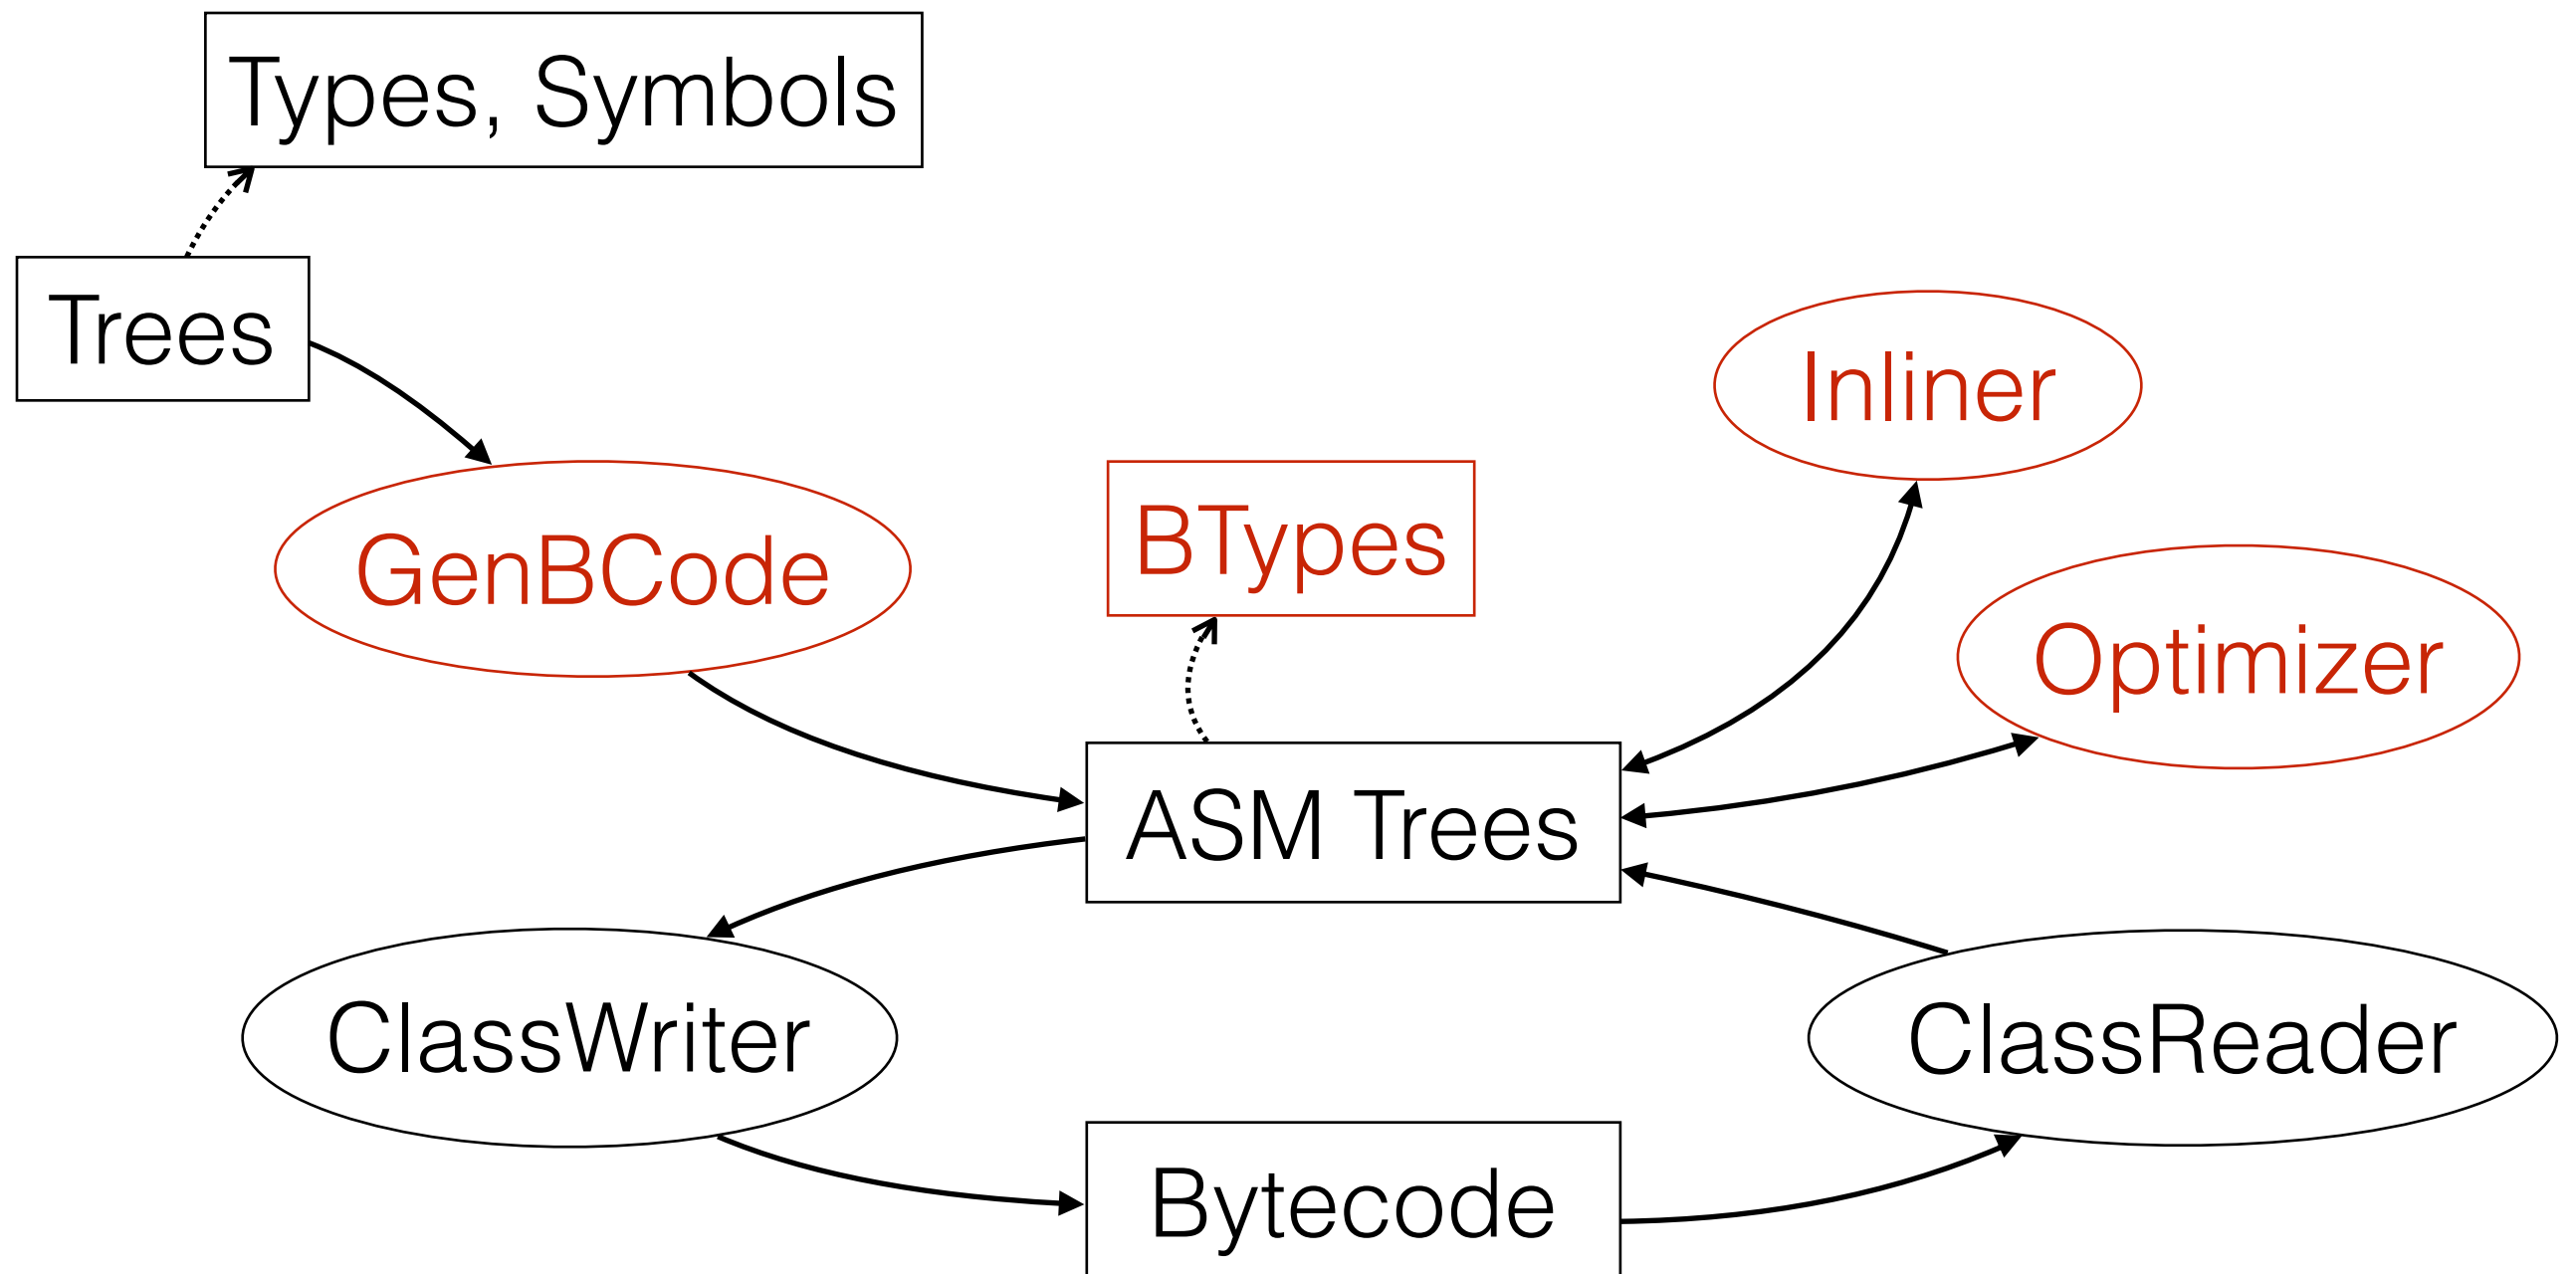 Types, Symbols
Trees
Inliner
BTypes
GenBCode
Optimizer
ASM Trees
ClassWriter
ClassReader
Bytecode